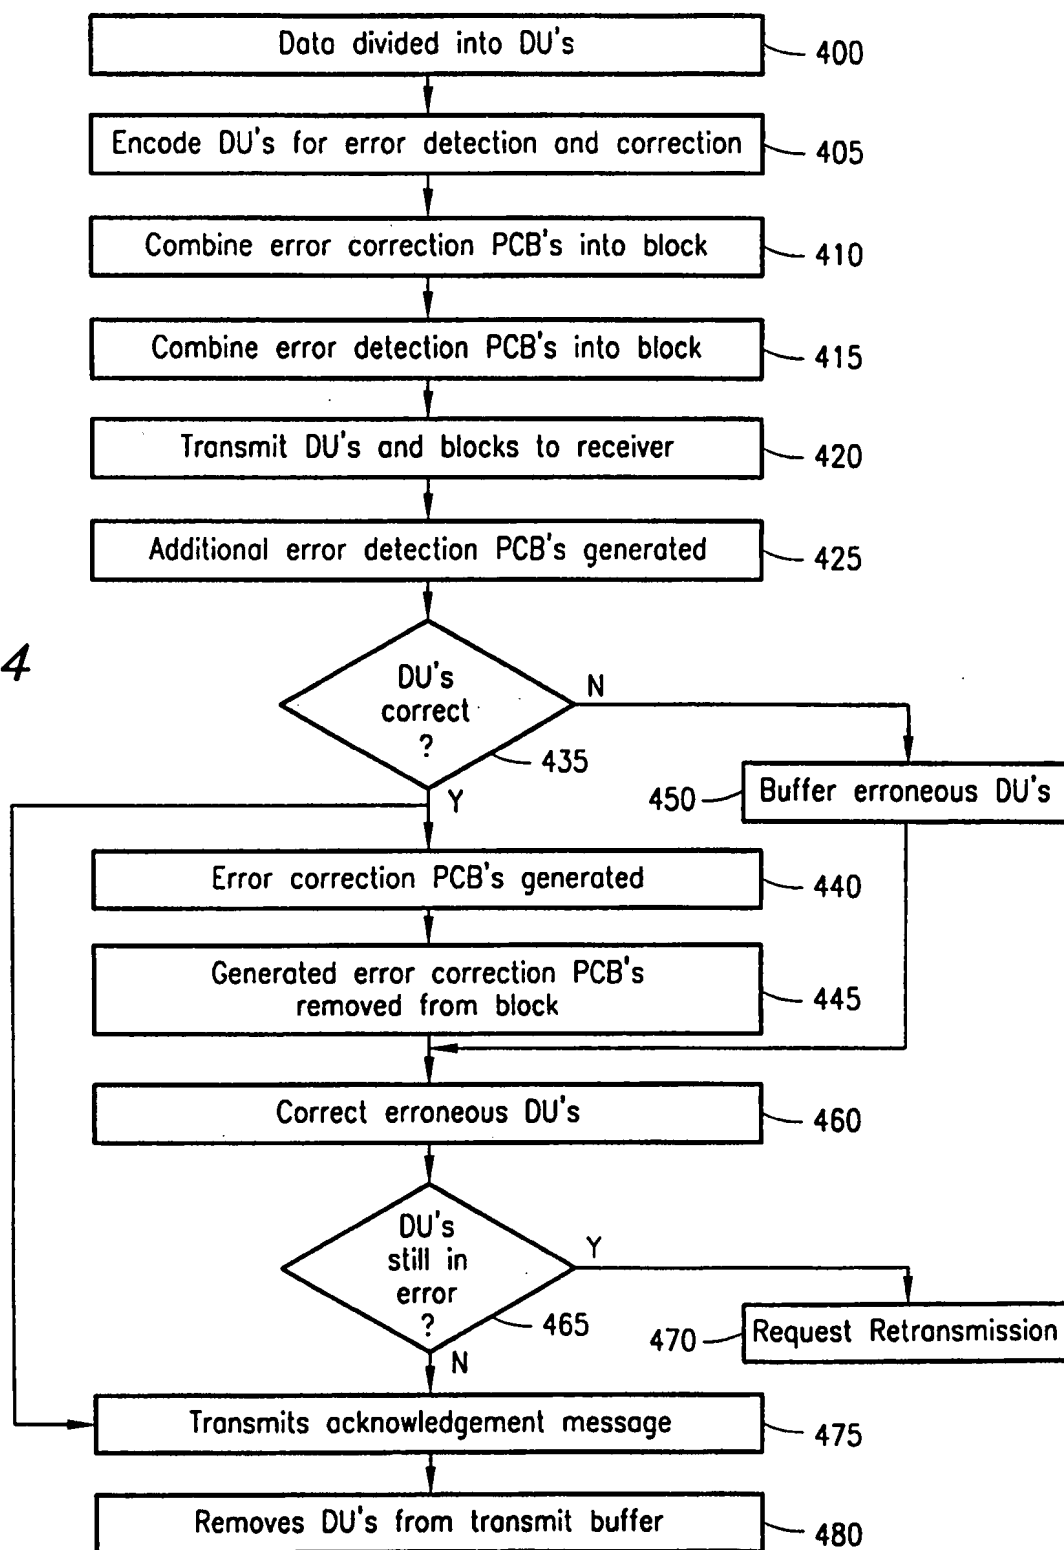 Data divided into DU's
400
Encode DU's for error detection and correction
405
Combine error correction PCB's into block
410
Combine error detection PCB's into block
415
Transmit DU's and blocks to receiver
420
Additional error detection PCB's generated
425
4
DU's
correct
?
435
N
Y
450
Buffer erroneous DU's
Error correction PCB's generated
440
Generated error correction PCB's
removed from block
445
Correct erroneous DU's
460
DU's
still in
error
?
465
Y
N
470
Request Retransmission
Transmits acknowledgement message
475
Removes DU's from transmit buffer
480